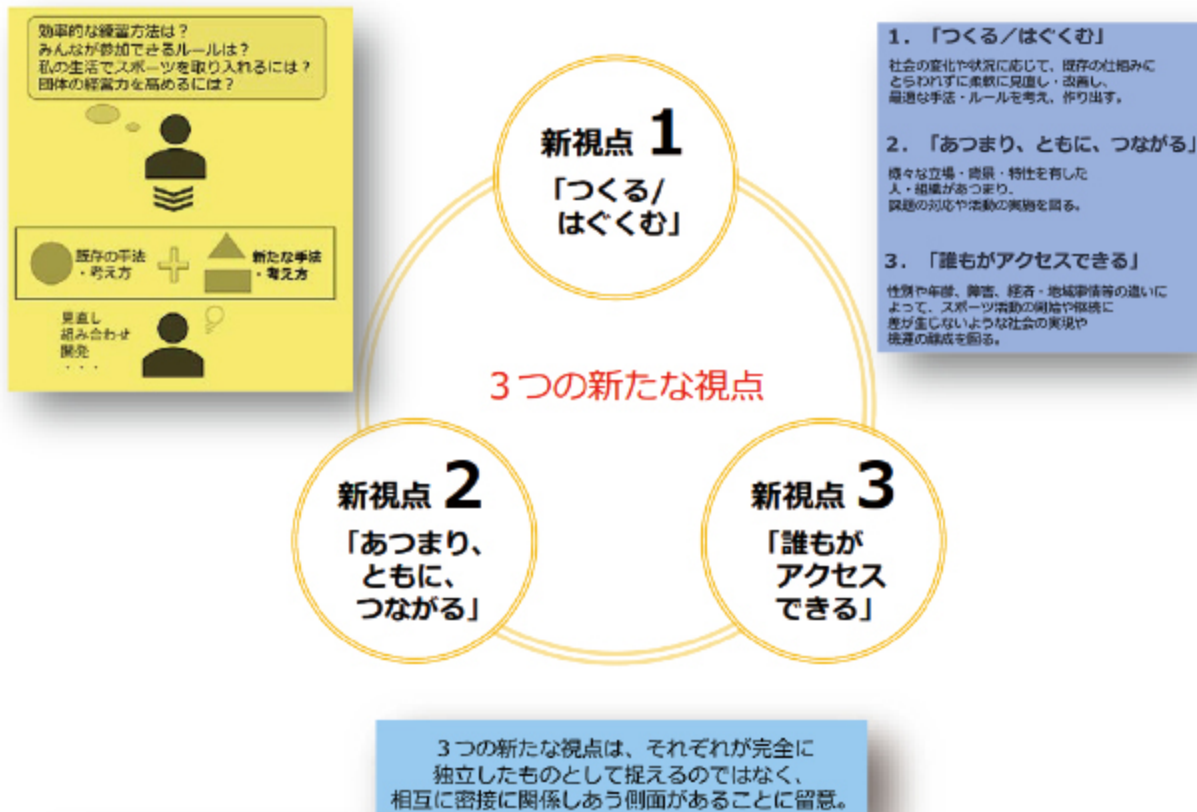 効率的な練習方法は？
みんなが参加できるルールは？
私の生活でスポーツを取り入れるには？
団体の経営力を高めるには？
既存の手法
・考え方
新たな手法
・考え方
見直し
組み合わせ
開発
・・・
新視点 1
「つくる/
はぐくむ」
1．「つくる／はぐくむ」
社会の変化や状況に応じて、既存の仕組みに
とらわれずに柔軟に見直し・改善し、
最適な手法・ルールを考え、作り出す。
2．「あつまり、ともに、つながる」
様々な立場・背景・特性を有した
人・組織があつまり、
課題の対応や活動の実施を図る。
3．「誰もがアクセスできる」
性別や年齢、障害、経済・地域事情等の違いに
よって、スポーツ活動の開始や継続に
差が生じないような社会の実現や
機運の醸成を図る。
３つの新たな視点
新視点 2
「あつまり、
ともに、
つながる」
新視点 3
「誰もが
アクセス
できる」
３つの新たな視点は、それぞれが完全に
独立したものとして捉えるのではなく、
相互に密接に関係しあう側面があることに留意。